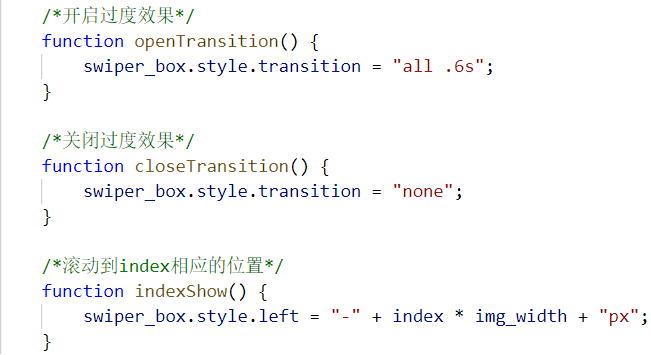 /*开启过度效果*/
function openTransition() {
    swiper_box.style.transition = "all .6s";
}
/*关闭过度效果*/
function closeTransition() {
    swiper_box.style.transition = "none";
}
/*滚动到index相应的位置*/
function indexShow() {
    swiper_box.style.left = "-" + index * img_width + "px";
}